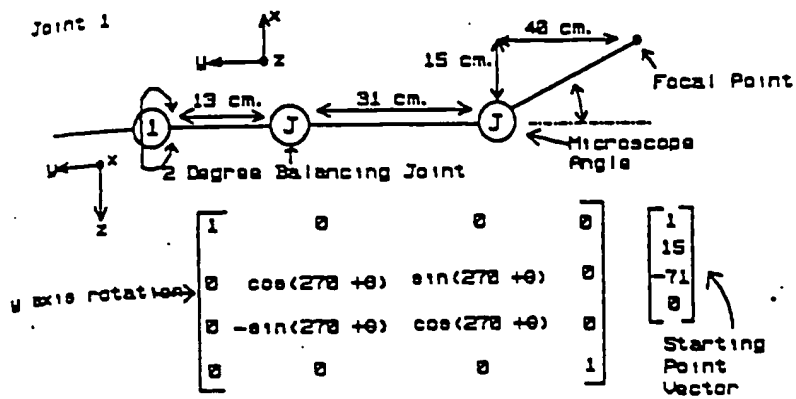 Joint 1
x
y
z
40 cm.
15 cm.
Focal Point
13 cm.
31 cm.
1
J
J
Microscope
Angle
y
x
z
2 Degree Balancing Joint
y axis rotation
1 0 0 0
0 cos(270 +θ) sin(270 +θ) 0
0 -sin(270 +θ) cos(270 +θ) 0
0 0 0 1
1
15
-71
0
Starting
Point
Vector